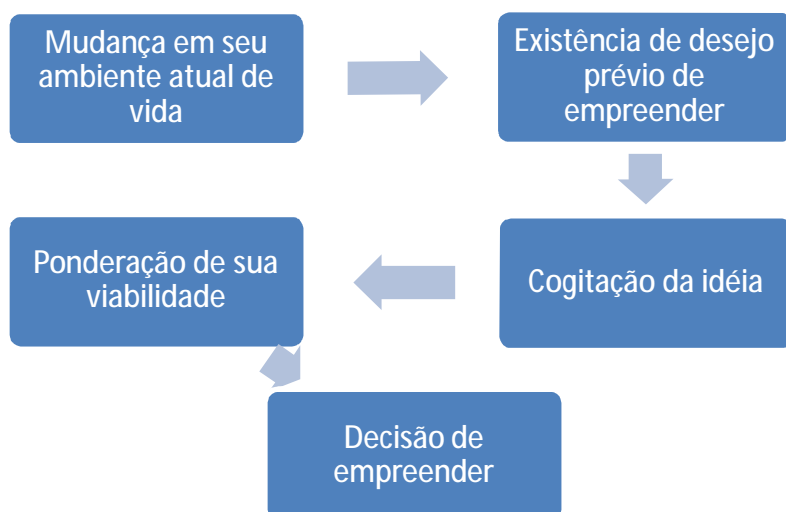 Mudança em seu
ambiente atual de
vida
Existência de desejo
prévio de
empreender
Cogitação da idéia
Ponderação de sua
viabilidade
Decisão de
empreender